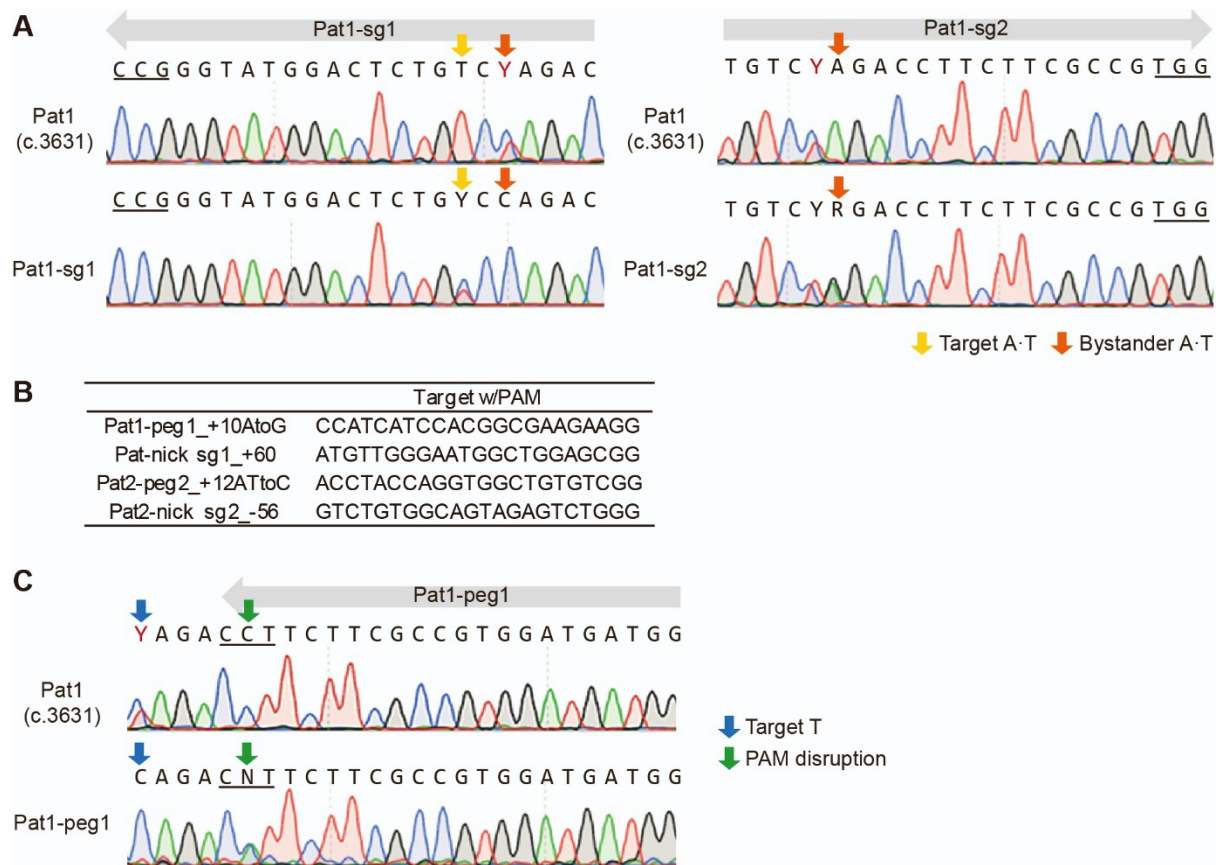 A
Pat1-sg1
C C G G G T A T G G A C T C T G T C Y A G A C
Pat1
(c.3631)
C C G G G T A T G G A C T C T G Y C C A G A C
Pat1-sg1
Pat1-sg2
T G T C Y A G A C C T T C T T C G C C G T G G
Pat1
(c.3631)
T G T C Y R G A C C T T C T T C G C C G T G G
Pat1-sg2
Target A·T Bystander A·T
B
Target w/PAM
Pat1-peg1_+10AtoG CCATCATCCACGGCGAAGAAGG
Pat-nick sg1_+60 ATGTTGGGAATGGCTGGAGCGG
Pat2-peg2_+12ATtoC ACCTACCAGGTGGCTGTGTCGG
Pat2-nick sg2_-56 GTCTGTGGCAGTAGAGTCTGGG
C
Pat1-peg1
Y A G A C C T T C T T C G C C G T G G A T G A T G G
Pat1
(c.3631)
C A G A C N T T C T T C G C C G T G G A T G A T G G
Pat1-peg1
Target T
PAM disruption